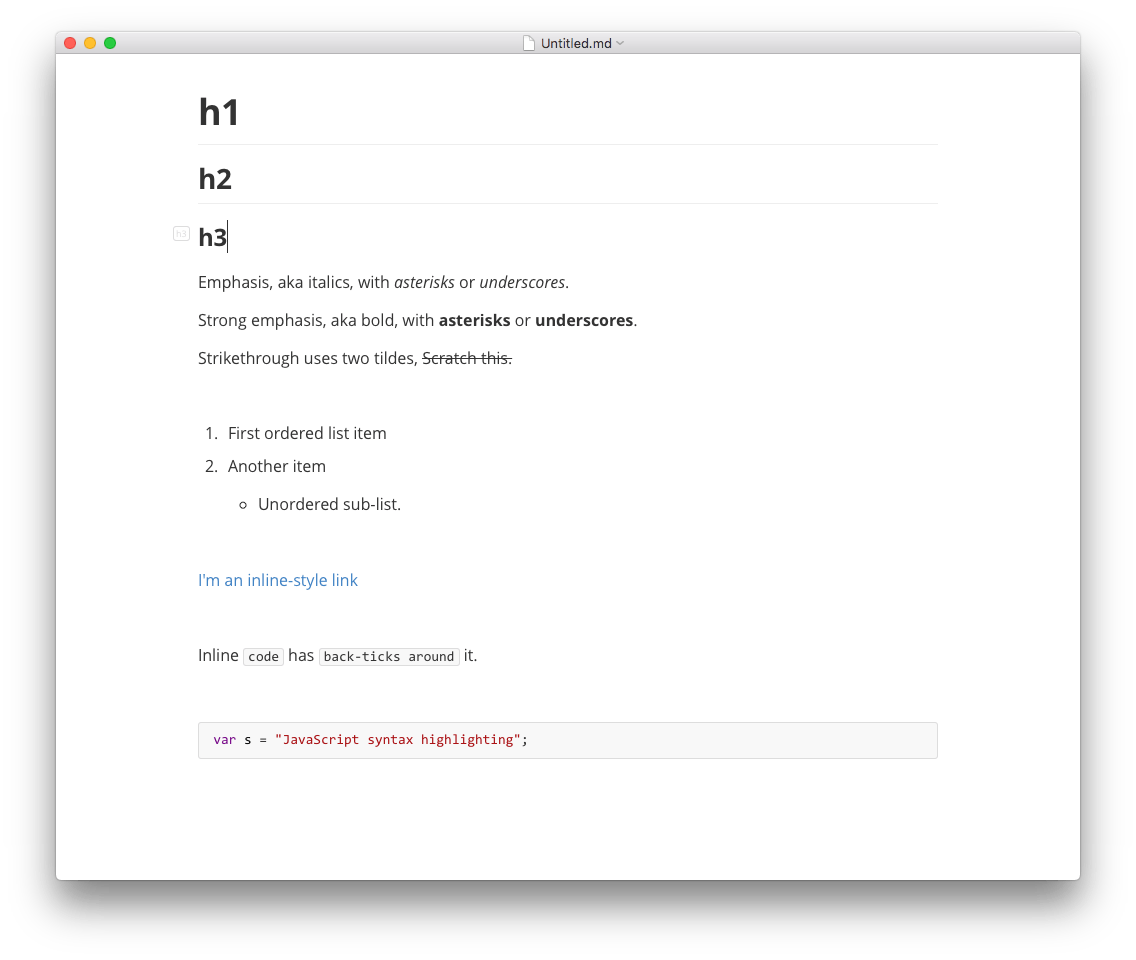 Untitled.md
h1
h2
h3
h3
Emphasis, aka italics, with asterisks or underscores.
Strong emphasis, aka bold, with asterisks or underscores.
Strikethrough uses two tildes, Scratch this.
1. First ordered list item
2. Another item
Unordered sub-list.
I'm an inline-style link
Inline code has back-ticks around it.
var s = "JavaScript syntax highlighting";